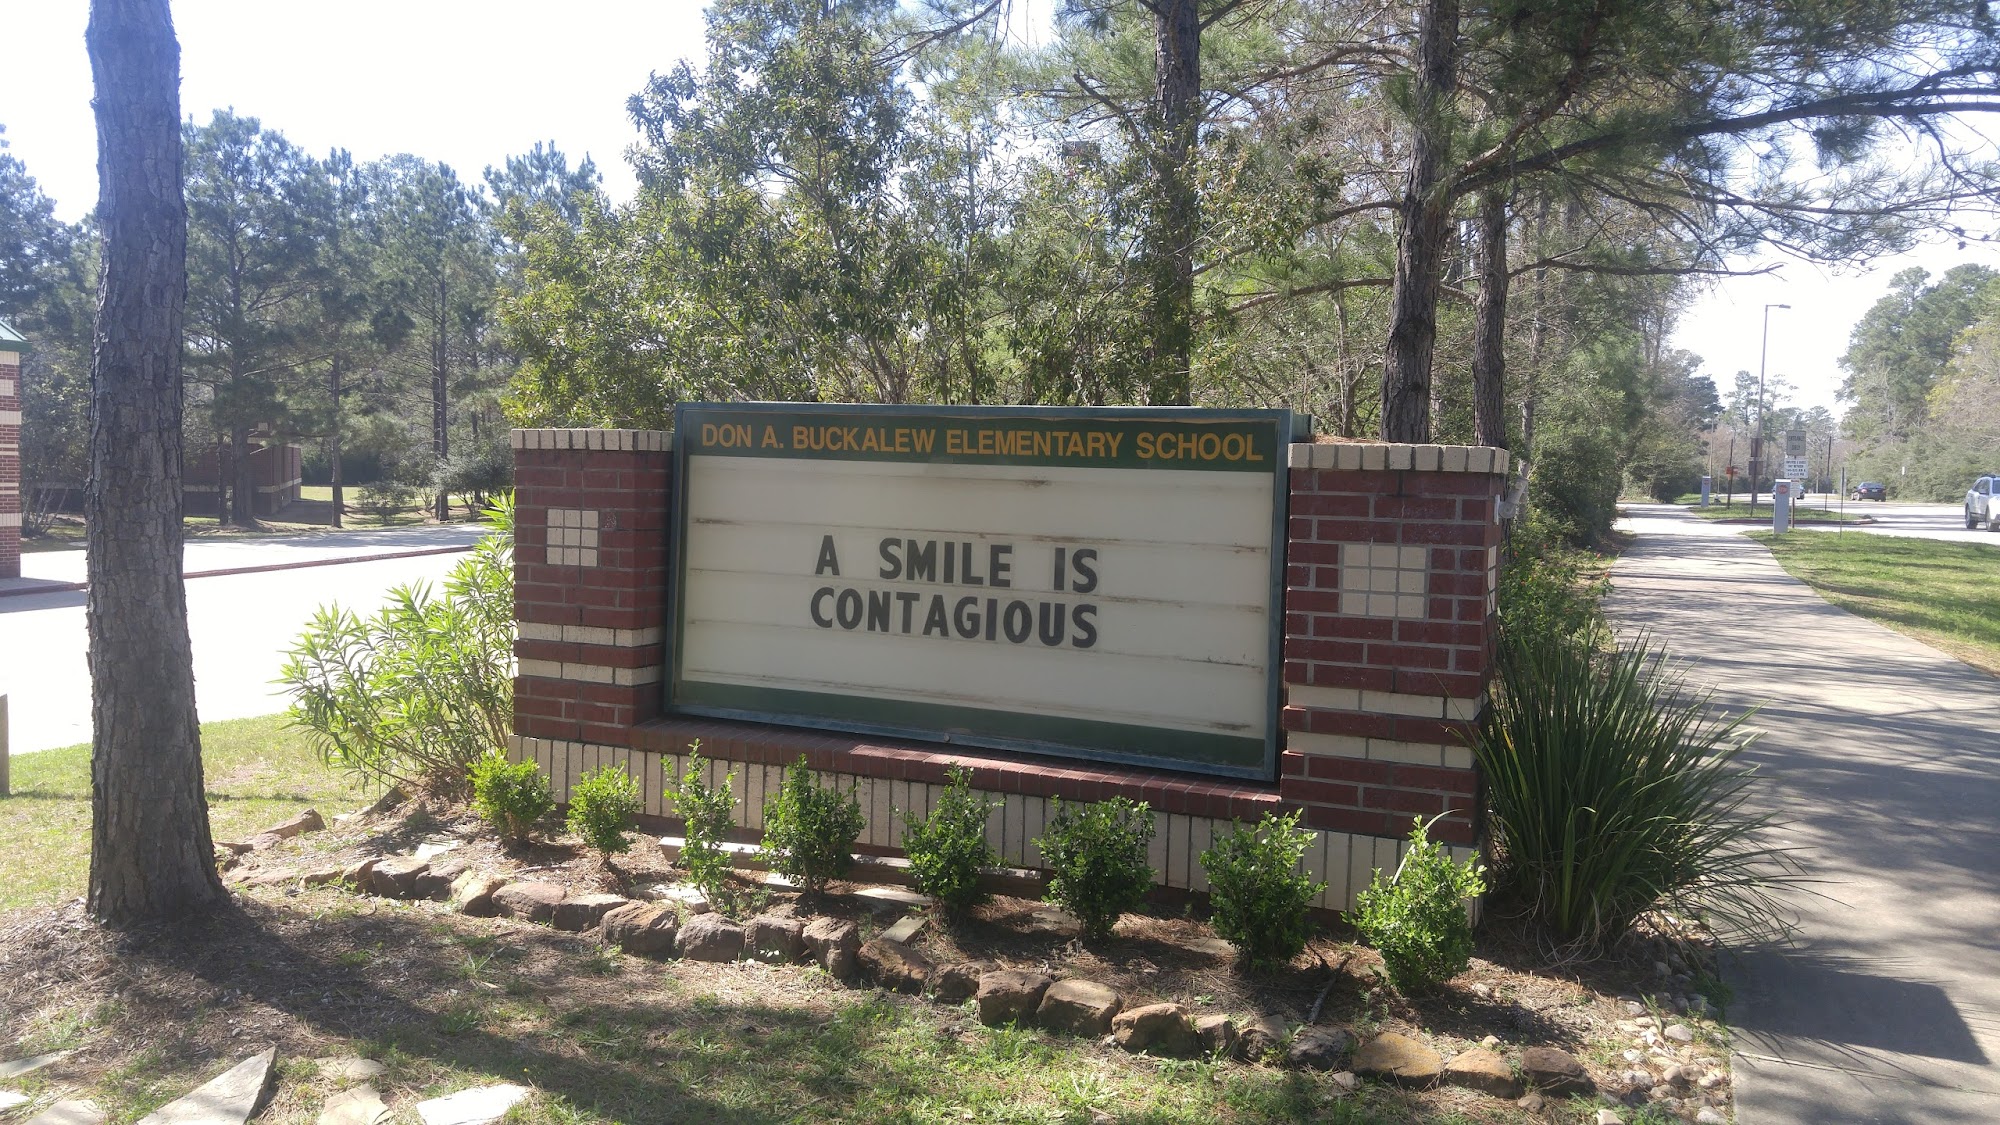 DON A. BUCKALEW ELEMENTARY SCHOOL
A SMILE IS
CONTAGIOUS